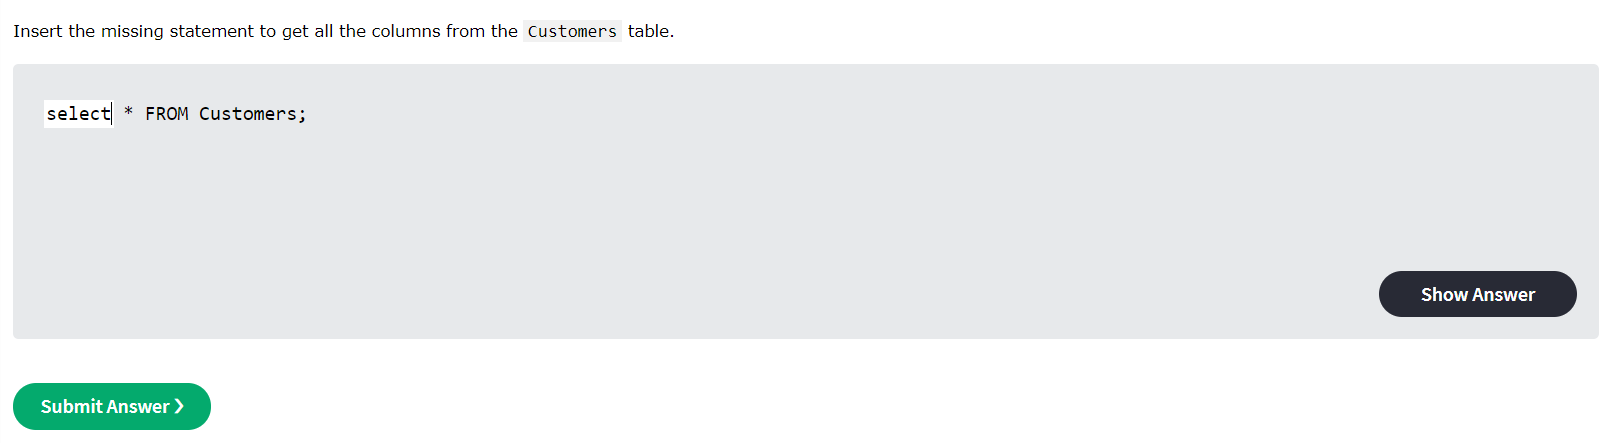 Insert the missing statement to get all the columns from the Customers table.
select * FROM Customers;
Show Answer
Submit Answer ❯